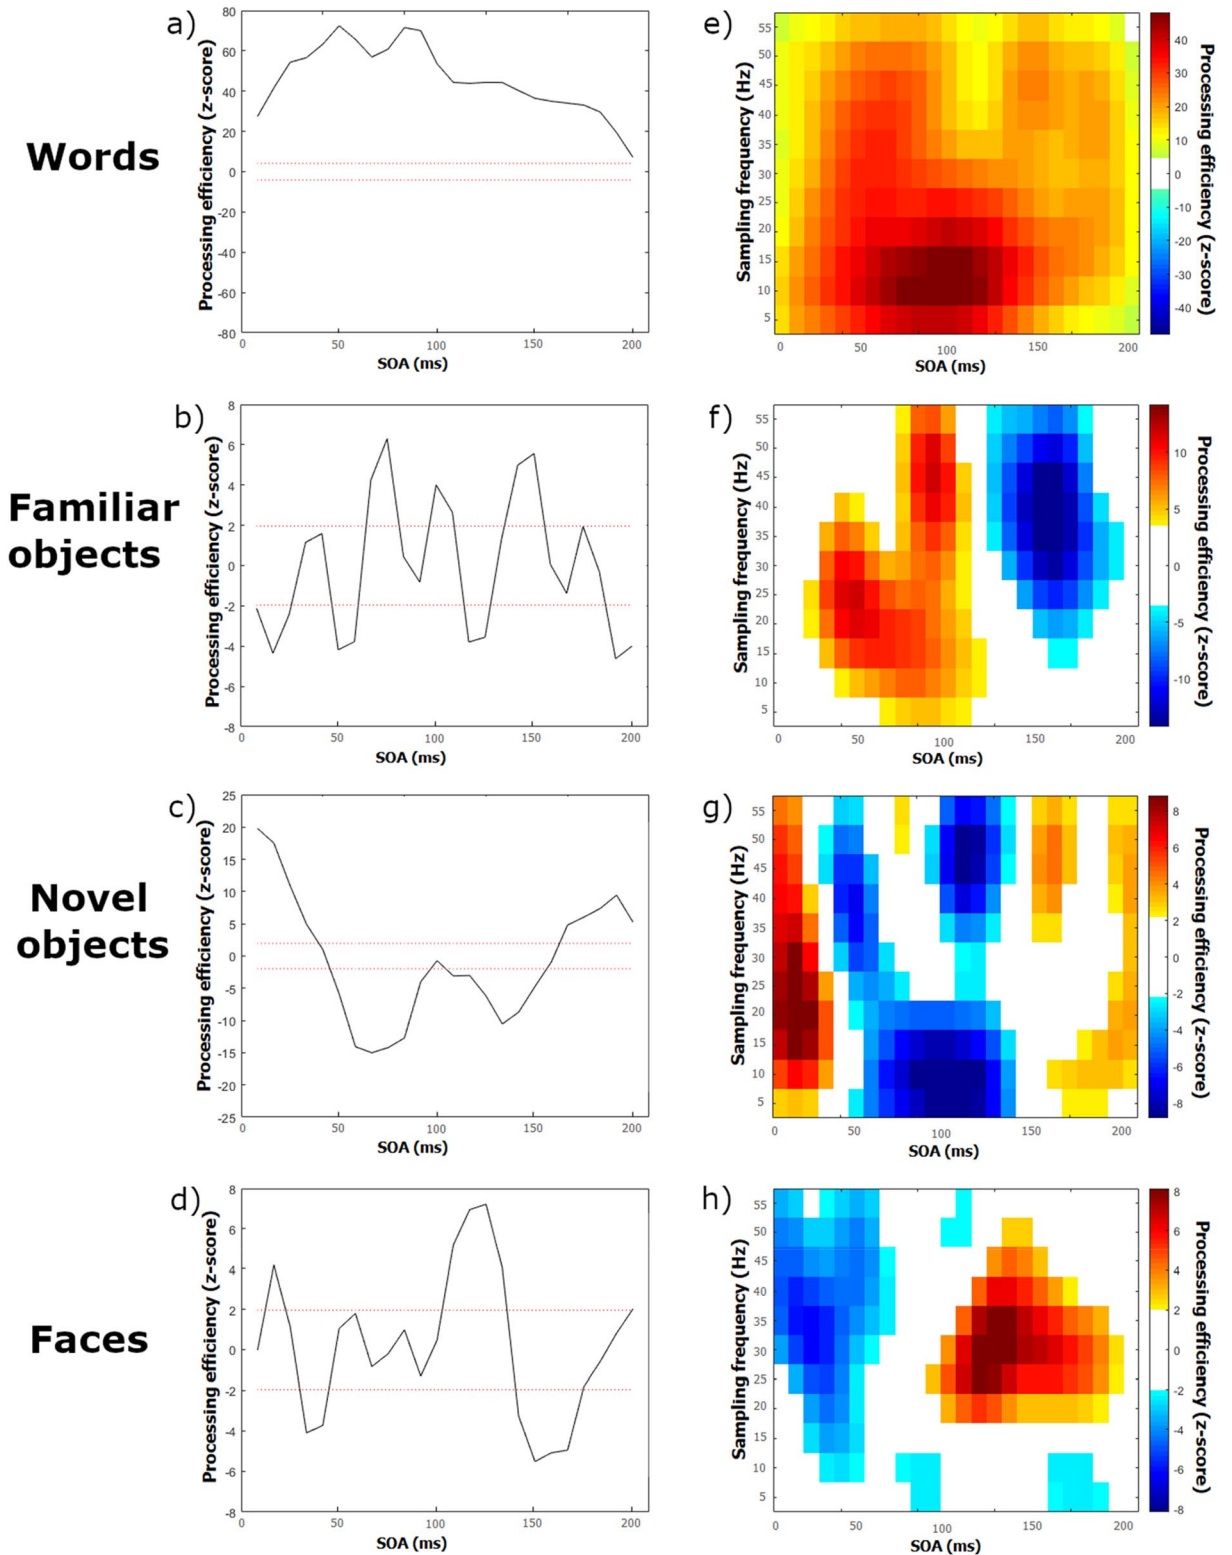 Words
a)
Processing efficiency (z-score)
80
60
40
20
0
-20
-40
-60
-80
0 50 100 150 200
SOA (ms)
e)
Sampling frequency (Hz)
55
50
45
40
35
30
25
20
15
10
5
0 50 100 150 200
SOA (ms)
40
30
20
10
0
-10
-20
-30
-40
Processing efficiency (z-score)
Familiar
objects
b)
Processing efficiency (z-score)
8
6
4
2
0
-2
-4
-6
-8
0 50 100 150 200
SOA (ms)
f)
Sampling frequency (Hz)
55
50
45
40
35
30
25
20
15
10
5
0 50 100 150 200
SOA (ms)
10
5
0
-5
-10
Processing efficiency (z-score)
Novel
objects
c)
Processing efficiency (z-score)
25
20
15
10
5
0
-5
-10
-15
-20
-25
0 50 100 150 200
SOA (ms)
g)
Sampling frequency (Hz)
55
50
45
40
35
30
25
20
15
10
5
0 50 100 150 200
SOA (ms)
8
6
4
2
0
-2
-4
-6
-8
Processing efficiency (z-score)
Faces
d)
Processing efficiency (z-score)
8
6
4
2
0
-2
-4
-6
-8
0 50 100 150 200
SOA (ms)
h)
Sampling frequency (Hz)
55
50
45
40
35
30
25
20
15
10
5
0 50 100 150 200
SOA (ms)
8
6
4
2
0
-2
-4
-6
-8
Processing efficiency (z-score)